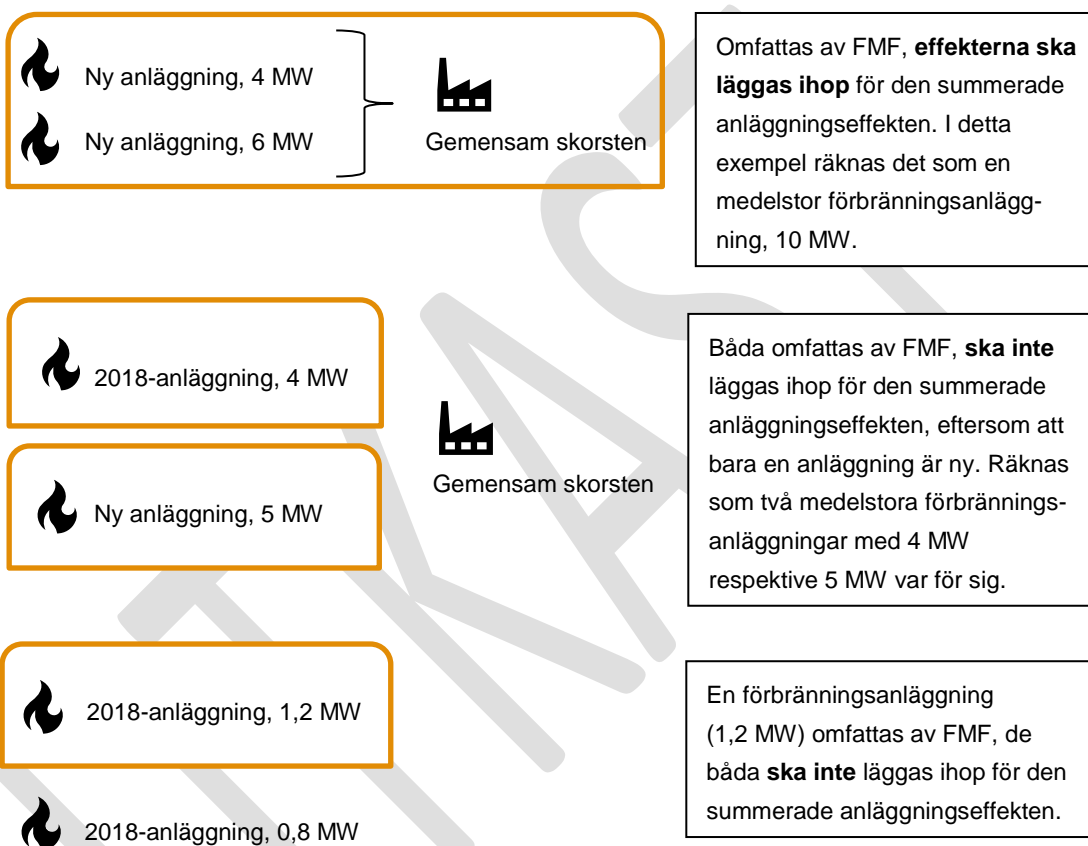 Ny anläggning, 4 MW
Ny anläggning, 6 MW
Gemensam skorsten
Omfattas av FMF, effekterna ska
läggas ihop för den summerade
anläggningseffekten. I detta
exempel räknas det som en
medelstor förbränningsanlägg-
ning, 10 MW.
2018-anläggning, 4 MW
Ny anläggning, 5 MW
Gemensam skorsten
Båda omfattas av FMF, ska inte
läggas ihop för den summerade
anläggningseffekten, eftersom att
bara en anläggning är ny. Räknas
som två medelstora förbrännings-
anläggningar med 4 MW
respektive 5 MW var för sig.
2018-anläggning, 1,2 MW
2018-anläggning, 0,8 MW
En förbränningsanläggning
(1,2 MW) omfattas av FMF, de
båda ska inte läggas ihop för den
summerade anläggningseffekten.